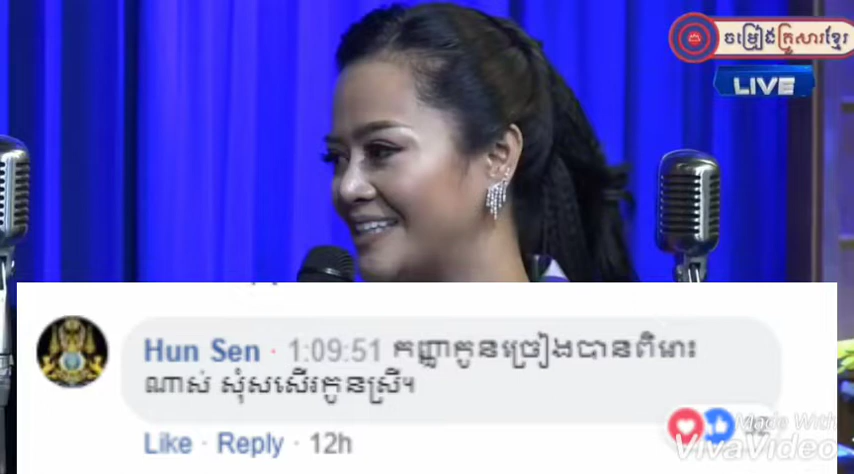 ចម្រៀងគ្រួសារខ្មែរ
LIVE
Hun Sen · 1:09:51 កញ្ញាកូនច្រៀងបានពិរោះ
ណាស់ សុំសសើរកូនស្រី។
Like · Reply · 12h
Made With
VivaVideo